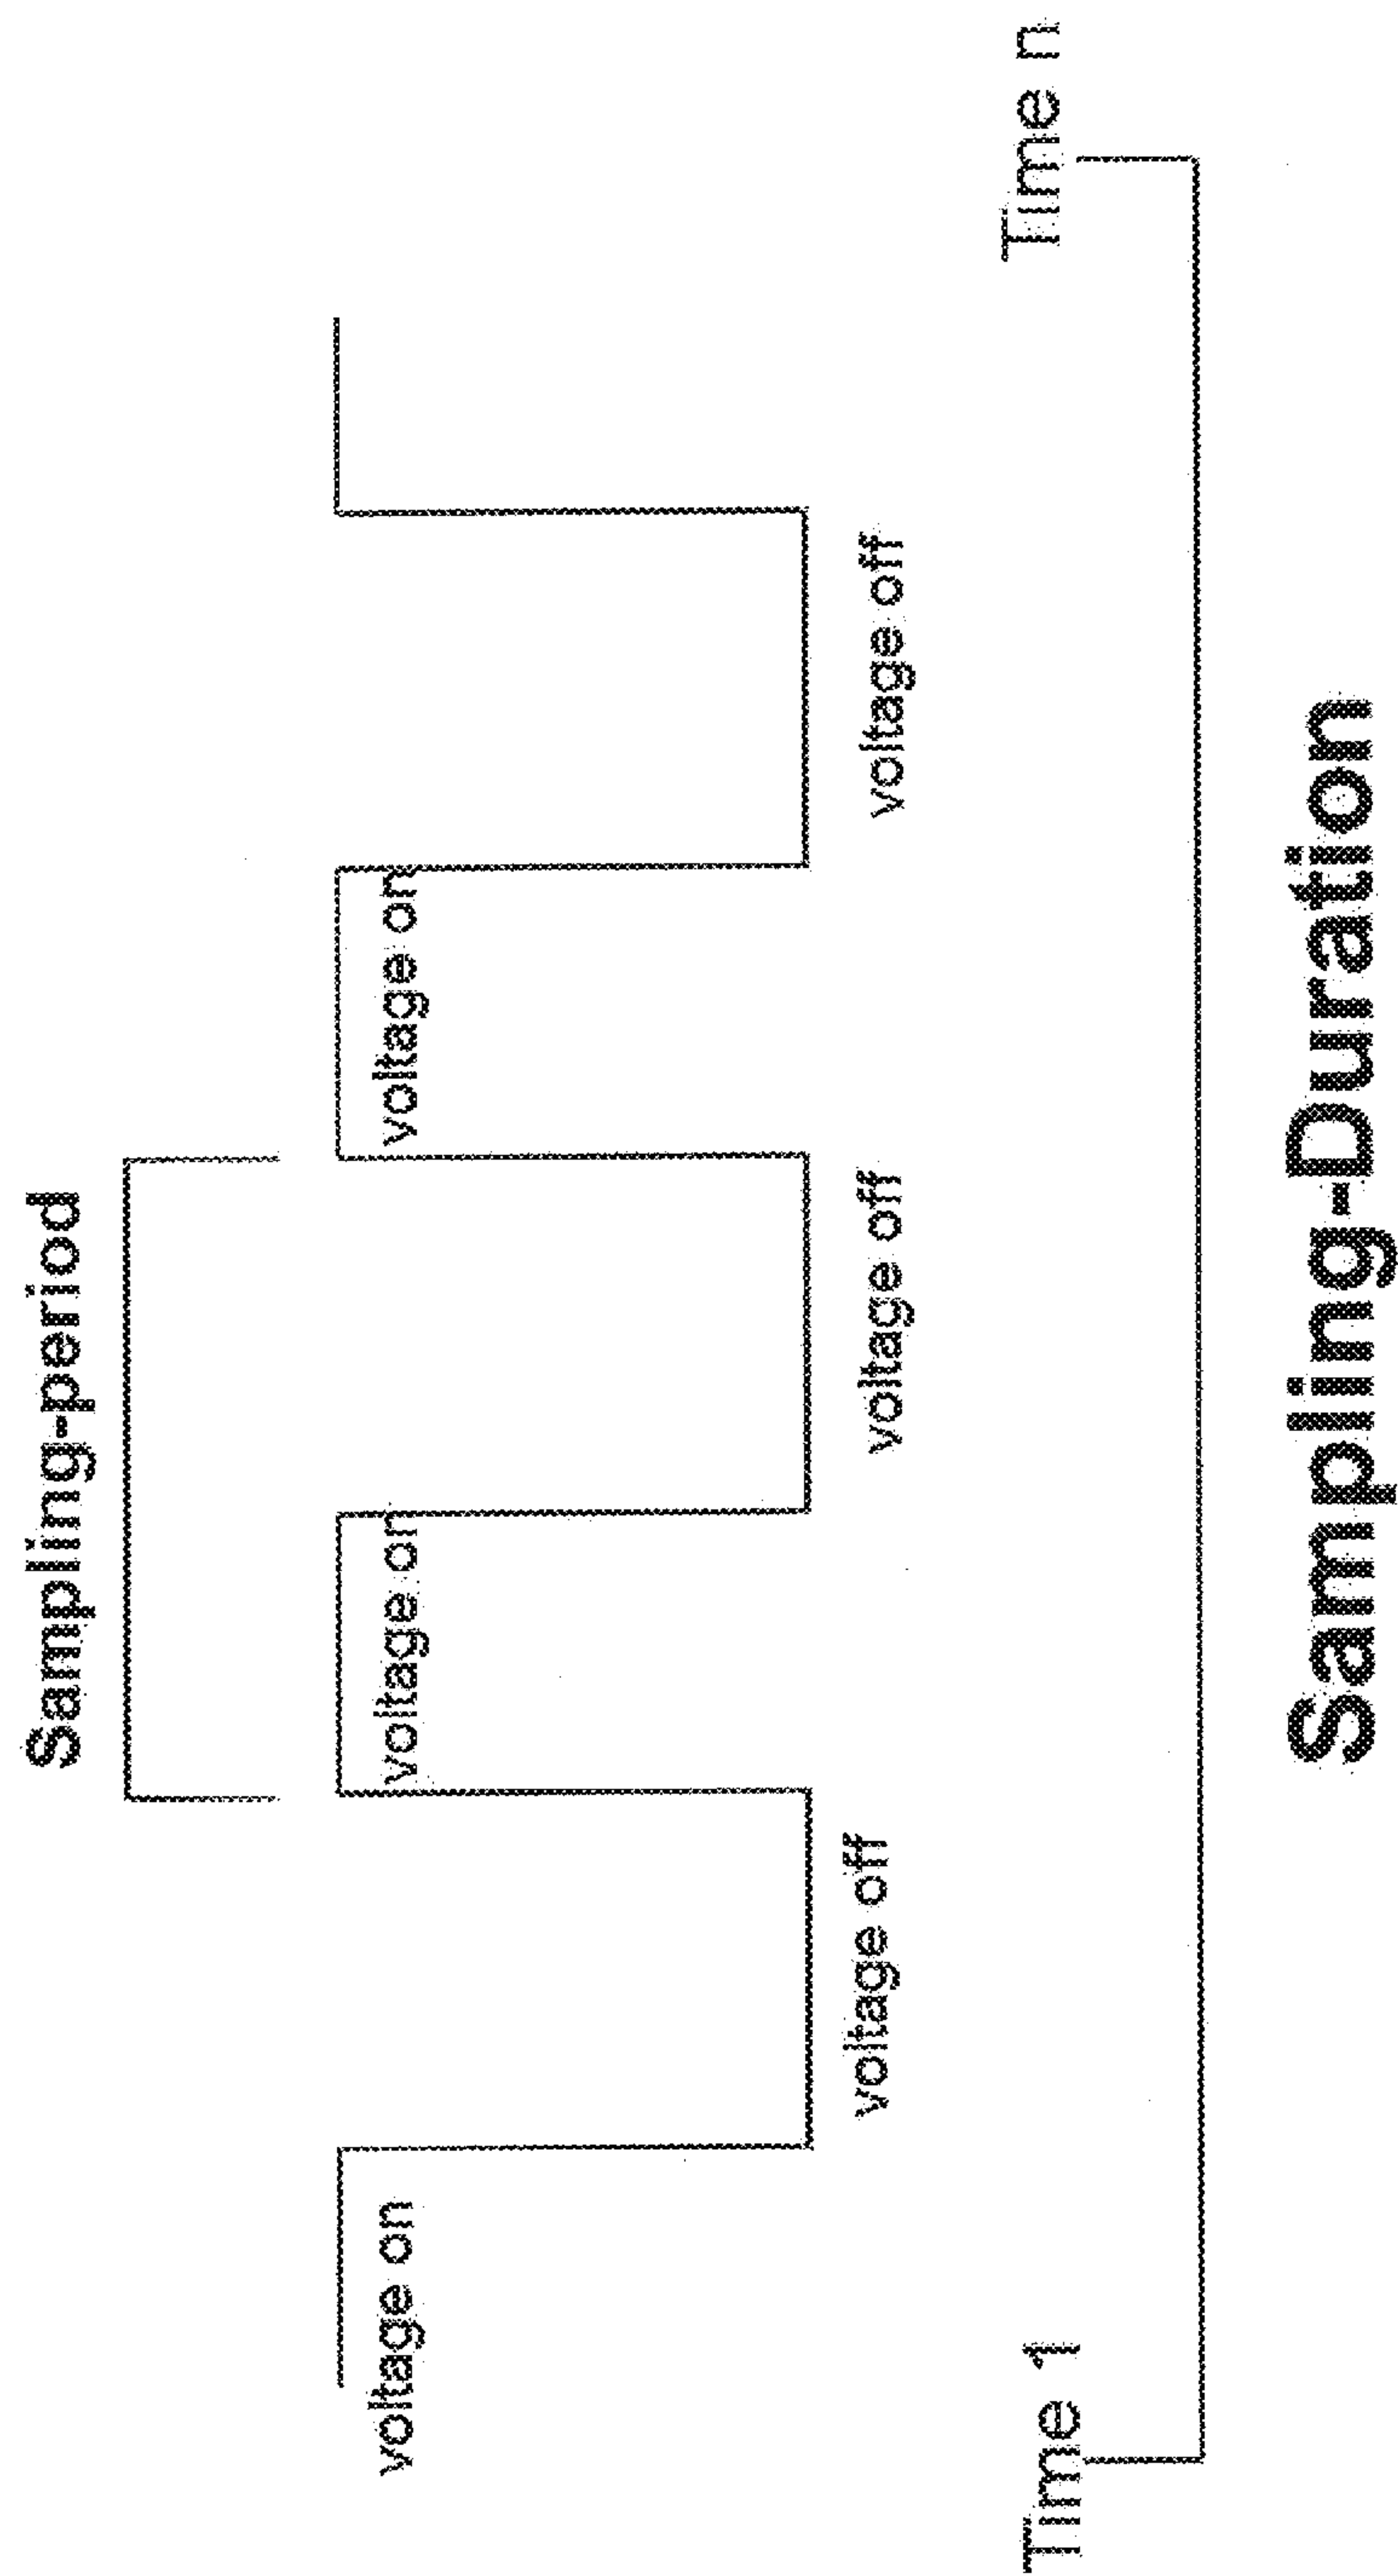 Sampling-period
voltage on
voltage on
voltage on
voltage off
voltage off
voltage off
Time 1
Time n
Sampling-Duration